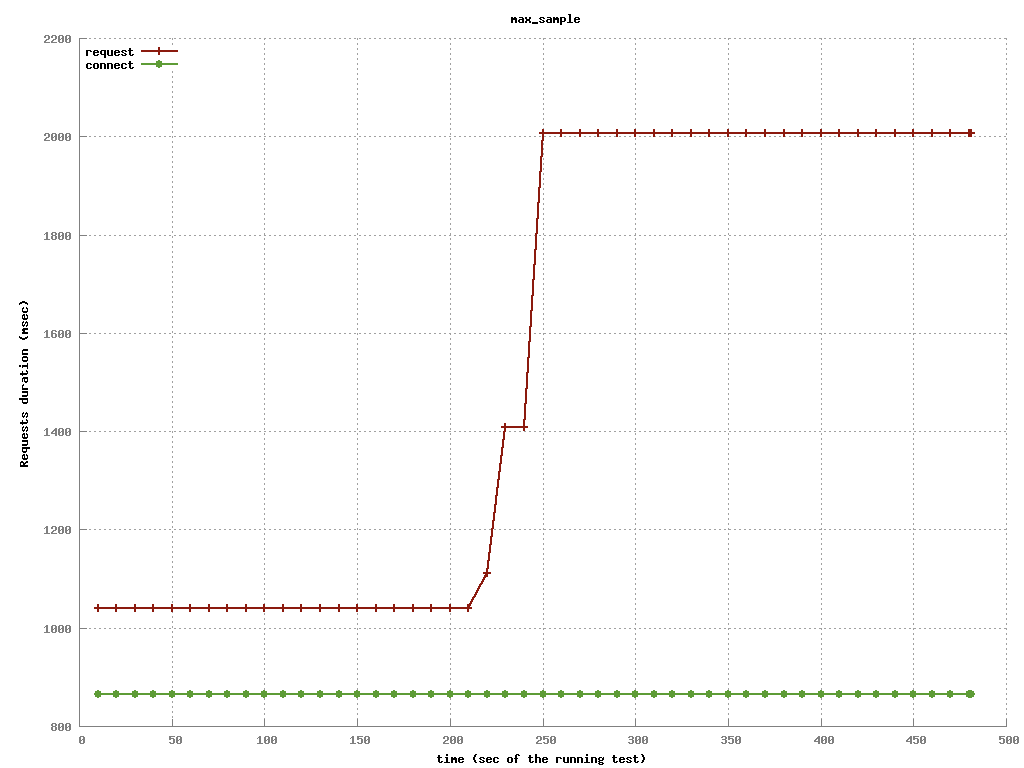 max_sample
2200
request
connect
2000
1800
1600
Requests duration (msec)
1400
1200
1000
800
0 50 100 150 200 250 300 350 400 450 500
time (sec of the running test)